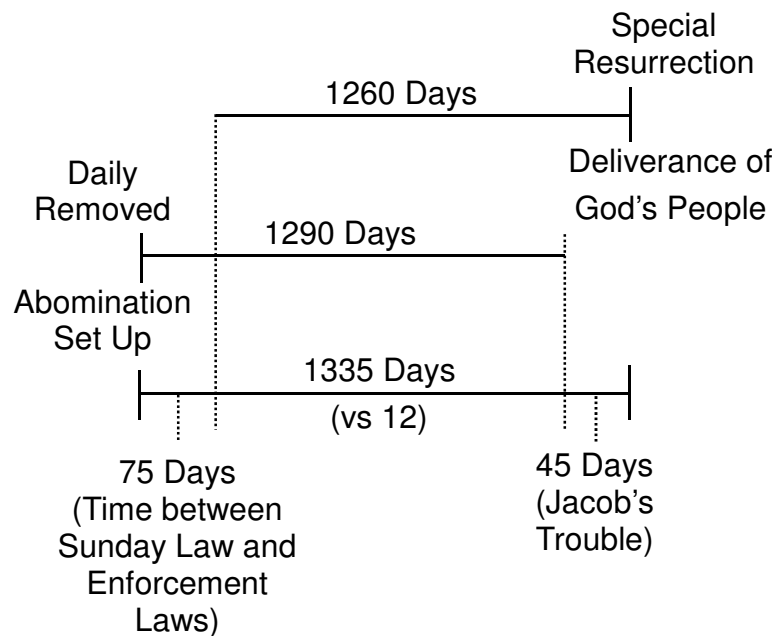 Special
Resurrection
1260 Days
Deliverance of
God's People
Daily
Removed
1290 Days
Abomination
Set Up
1335 Days
(vs 12)
75 Days
(Time between
Sunday Law and
Enforcement
Laws)
45 Days
(Jacob's
Trouble)